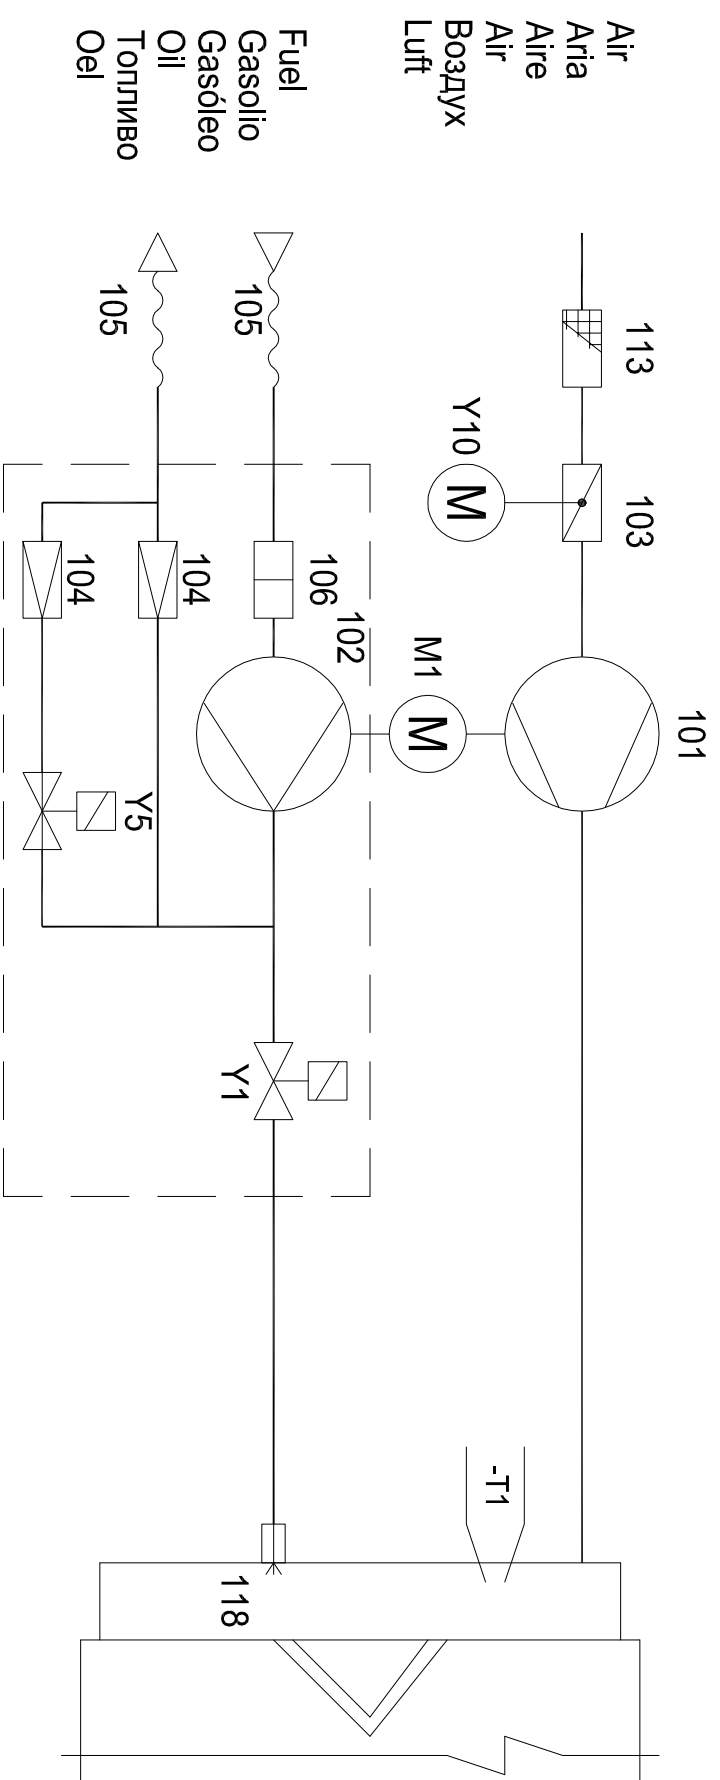 Air
Aria
Aire
Air
Воздух
Luft
Fuel
Gasolio
Gasóleo
Oil
Топливо
Oel
113
103
101
Y10
M
M1
M
105
106
102
105
104
104
Y5
Y1
-T1
118